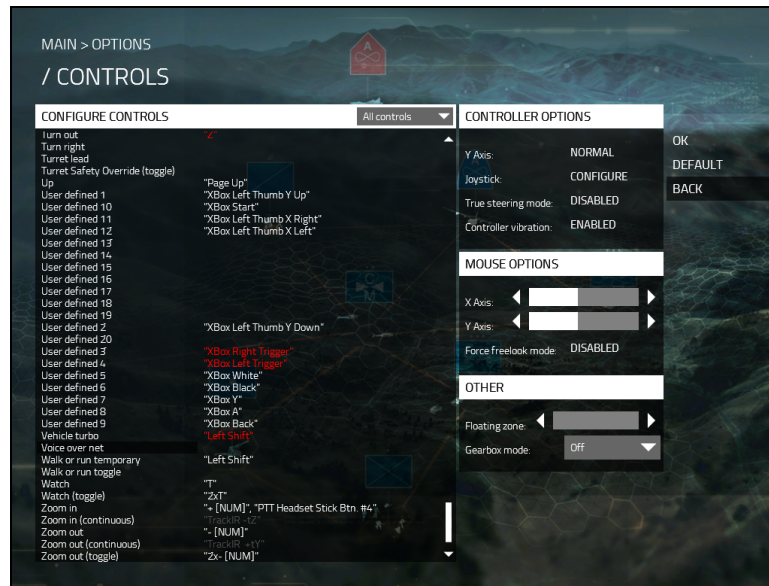 MAIN > OPTIONS
/ CONTROLS
CONFIGURE CONTROLS All controls
Turn out "Z"
Turn right
Turret lead
Turret Safety Override (toggle)
Up "Page Up"
User defined 1 "XBox Left Thumb Y Up"
User defined 10 "XBox Start"
User defined 11 "XBox Left Thumb X Right"
User defined 12 "XBox Left Thumb X Left"
User defined 13
User defined 14
User defined 15
User defined 16
User defined 17
User defined 18
User defined 19
User defined 2 "XBox Left Thumb Y Down"
User defined 20
User defined 3 "XBox Right Trigger"
User defined 4 "XBox Left Trigger"
User defined 5 "XBox White"
User defined 6 "XBox Black"
User defined 7 "XBox Y"
User defined 8 "XBox A"
User defined 9 "XBox Back"
Vehicle turbo "Left Shift"
Voice over net
Walk or run temporary "Left Shift"
Walk or run toggle
Watch "T"
Watch (toggle) "2xT"
Zoom in "+ [NUM]", "PTT Headset Stick Btn. #4"
Zoom in (continuous) "TrackIR -tZ"
Zoom out "- [NUM]"
Zoom out (continuous) "TrackIR +tY"
Zoom out (toggle) "2x- [NUM]"
CONTROLLER OPTIONS
Y Axis: NORMAL
Joystick: CONFIGURE
True steering mode: DISABLED
Controller vibration: ENABLED
MOUSE OPTIONS
X Axis:
Y Axis:
Force freelook mode: DISABLED
OTHER
Floating zone:
Gearbox mode: Off
OK
DEFAULT
BACK
A
C
M